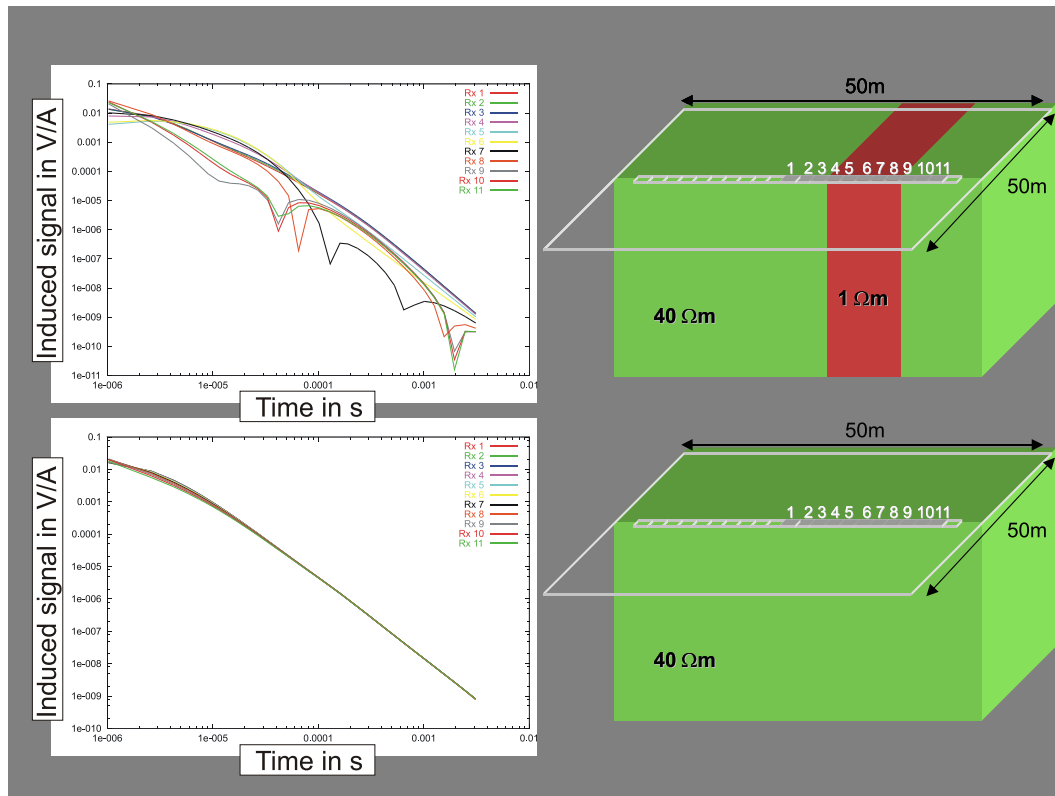 Induced signal in V/A
0.1
0.01
0.001
0.0001
1e-005
1e-006
1e-007
1e-008
1e-009
1e-010
1e-011
1e-006
1e-005
0.0001
0.001
0.01
Time in s
Rx 1
Rx 2
Rx 3
Rx 4
Rx 5
Rx 6
Rx 7
Rx 8
Rx 9
Rx 10
Rx 11
50m
1 2 3 4 5 6 7 8 9 1011
50m
1 Ωm
40 Ωm
Induced signal in V/A
0.1
0.01
0.001
0.0001
1e-005
1e-006
1e-007
1e-008
1e-009
1e-010
1e-006
1e-005
0.0001
0.001
0.01
Time in s
Rx 1
Rx 2
Rx 3
Rx 4
Rx 5
Rx 6
Rx 7
Rx 8
Rx 9
Rx 10
Rx 11
50m
1 2 3 4 5 6 7 8 9 1011
50m
40 Ωm